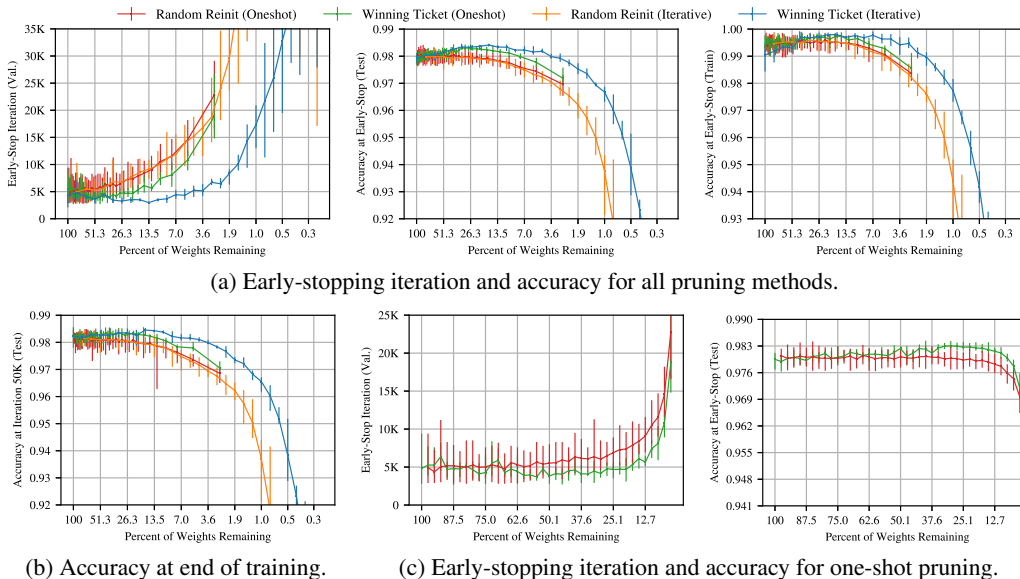 Random Reinit (Oneshot) Winning Ticket (Oneshot) Random Reinit (Iterative) Winning Ticket (Iterative)
Early-Stop Iteration (Val.)
35K
30K
25K
20K
15K
10K
5K
0
100 51.3 26.3 13.5 7.0 3.6 1.9 1.0 0.5 0.3
Percent of Weights Remaining
Accuracy at Early-Stop (Test)
0.99
0.98
0.97
0.96
0.95
0.94
0.93
0.92
100 51.3 26.3 13.5 7.0 3.6 1.9 1.0 0.5 0.3
Percent of Weights Remaining
Accuracy at Early-Stop (Train)
1.00
0.99
0.98
0.97
0.96
0.95
0.94
0.93
100 51.3 26.3 13.5 7.0 3.6 1.9 1.0 0.5 0.3
Percent of Weights Remaining
(a) Early-stopping iteration and accuracy for all pruning methods.
Accuracy at Iteration 50K (Test)
0.99
0.98
0.97
0.96
0.95
0.94
0.93
0.92
100 51.3 26.3 13.5 7.0 3.6 1.9 1.0 0.5 0.3
Percent of Weights Remaining
Early-Stop Iteration (Val.)
25K
20K
15K
10K
5K
0
100 87.5 75.0 62.6 50.1 37.6 25.1 12.7
Percent of Weights Remaining
Accuracy at Early-Stop (Test)
0.990
0.983
0.976
0.969
0.962
0.955
0.948
0.941
100 87.5 75.0 62.6 50.1 37.6 25.1 12.7
Percent of Weights Remaining
(b) Accuracy at end of training.
(c) Early-stopping iteration and accuracy for one-shot pruning.